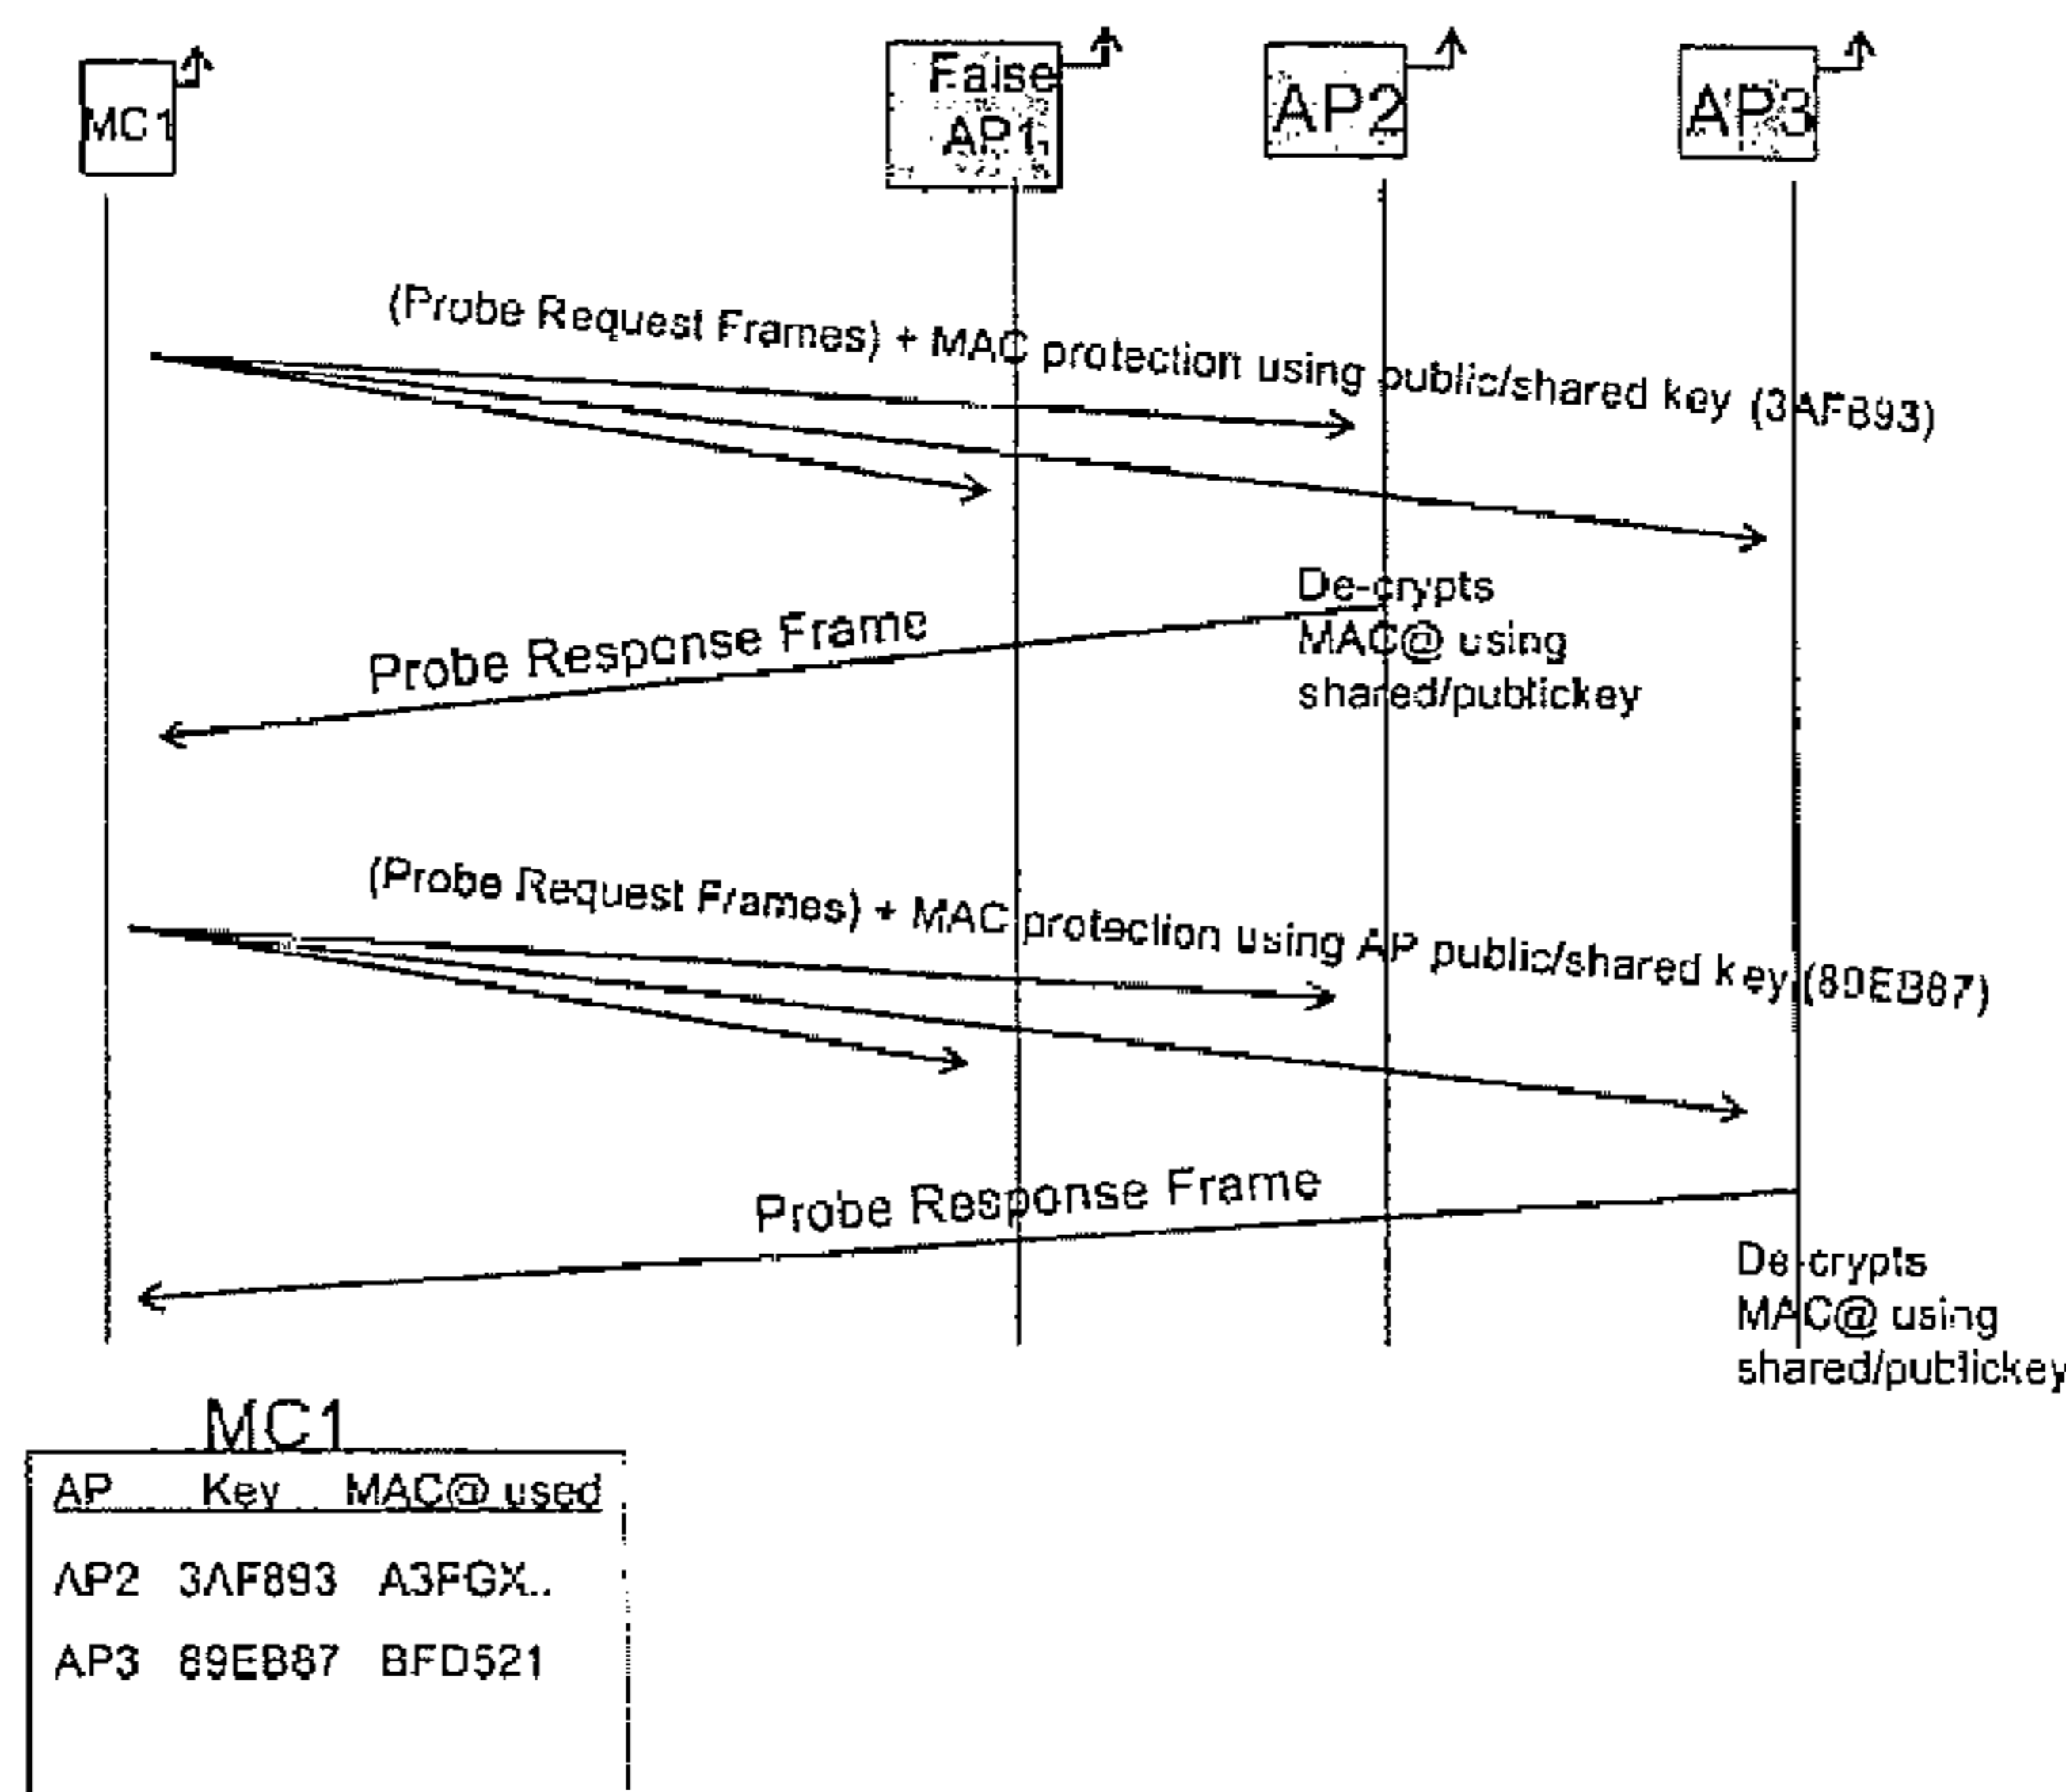 MC1
False
AP1
AP2
AP3
(Probe Request Frames) + MAC protection using public/shared key (3AF893)
De-crypts
MAC@ using
shared/publickey
Probe Response Frame
(Probe Request Frames) + MAC protection using AP public/shared key (89EB87)
Probe Response Frame
De-crypts
MAC@ using
shared/publickey
MC1
AP Key MAC@ used
AP2 3AF893 A3FGX..
AP3 89EB87 BFD521